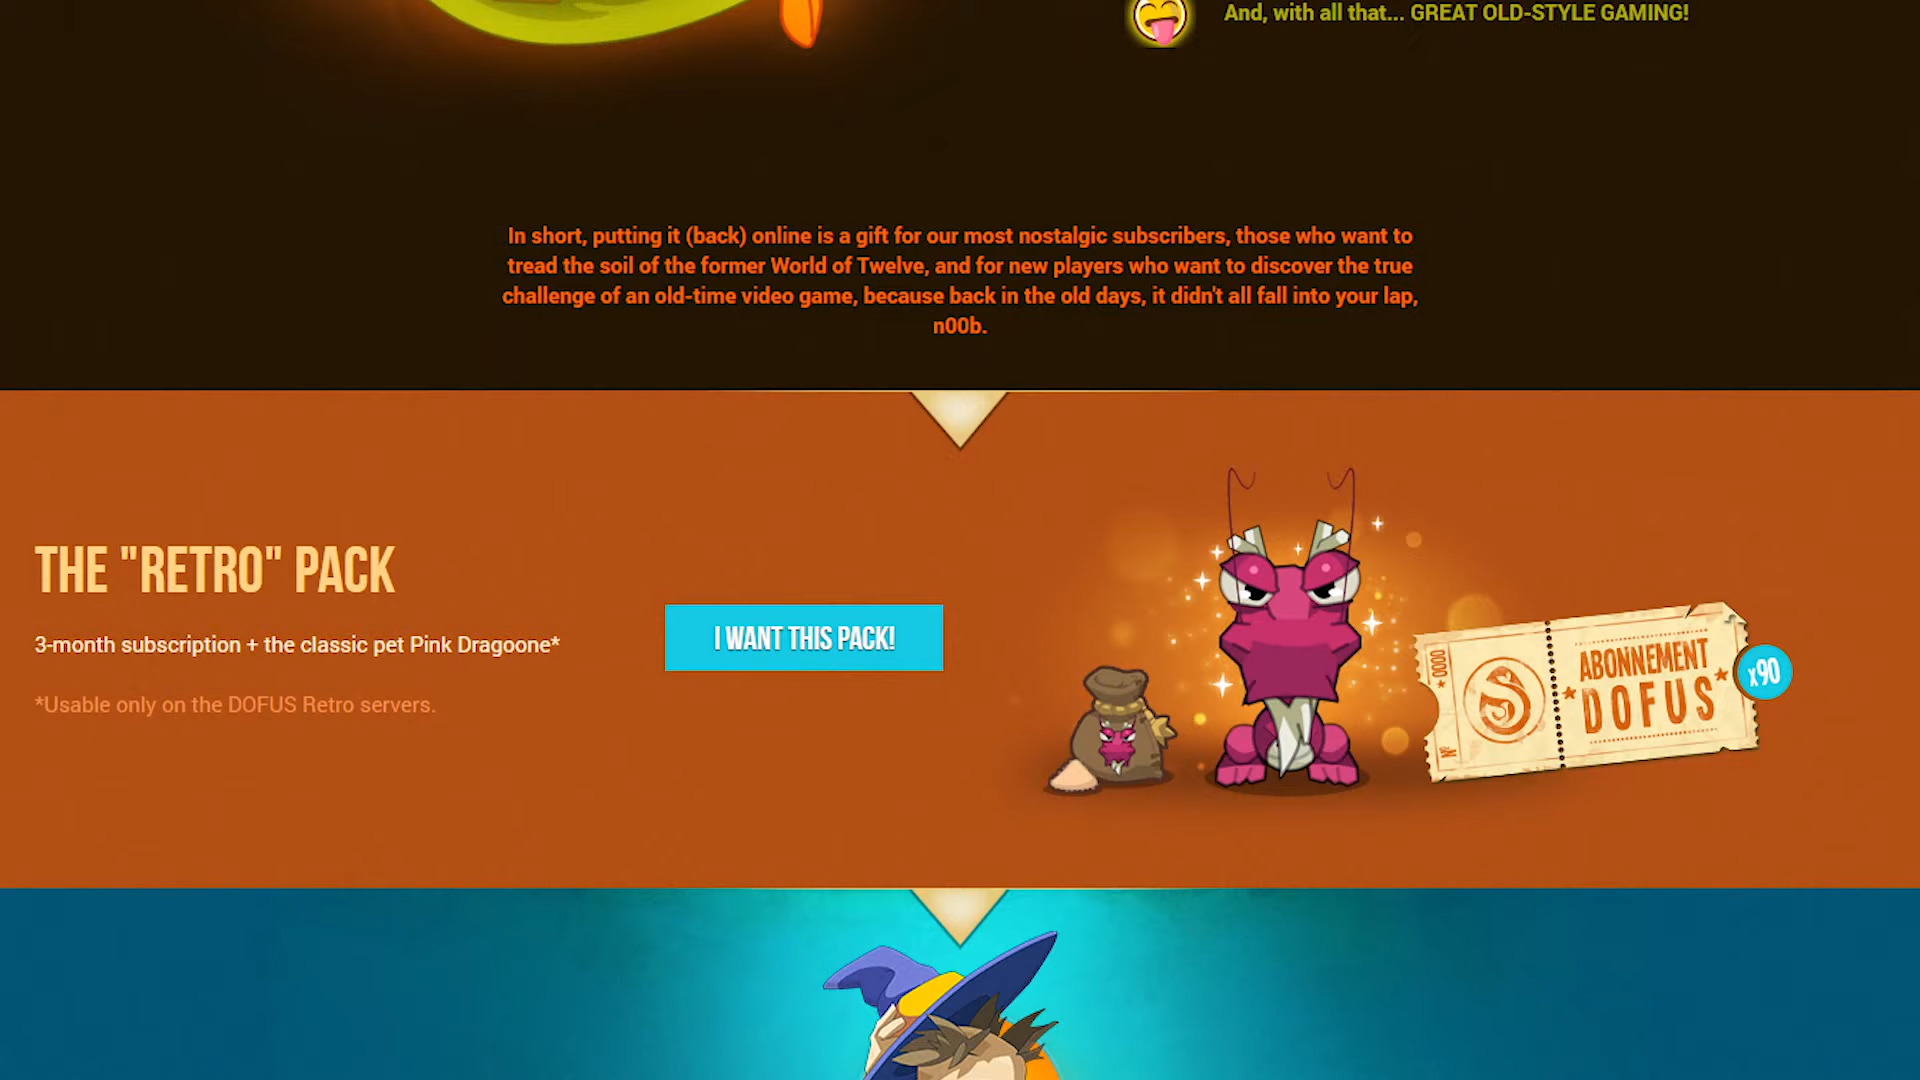 And, with all that... GREAT OLD-STYLE GAMING!
In short, putting it (back) online is a gift for our most nostalgic subscribers, those who want to
tread the soil of the former World of Twelve, and for new players who want to discover the true
challenge of an old-time video game, because back in the old days, it didn't all fall into your lap,
n00b.
THE "RETRO" PACK
3-month subscription + the classic pet Pink Dragoone*
*Usable only on the DOFUS Retro servers.
I WANT THIS PACK!
0000
ABONNEMENT
DOFUS
x90